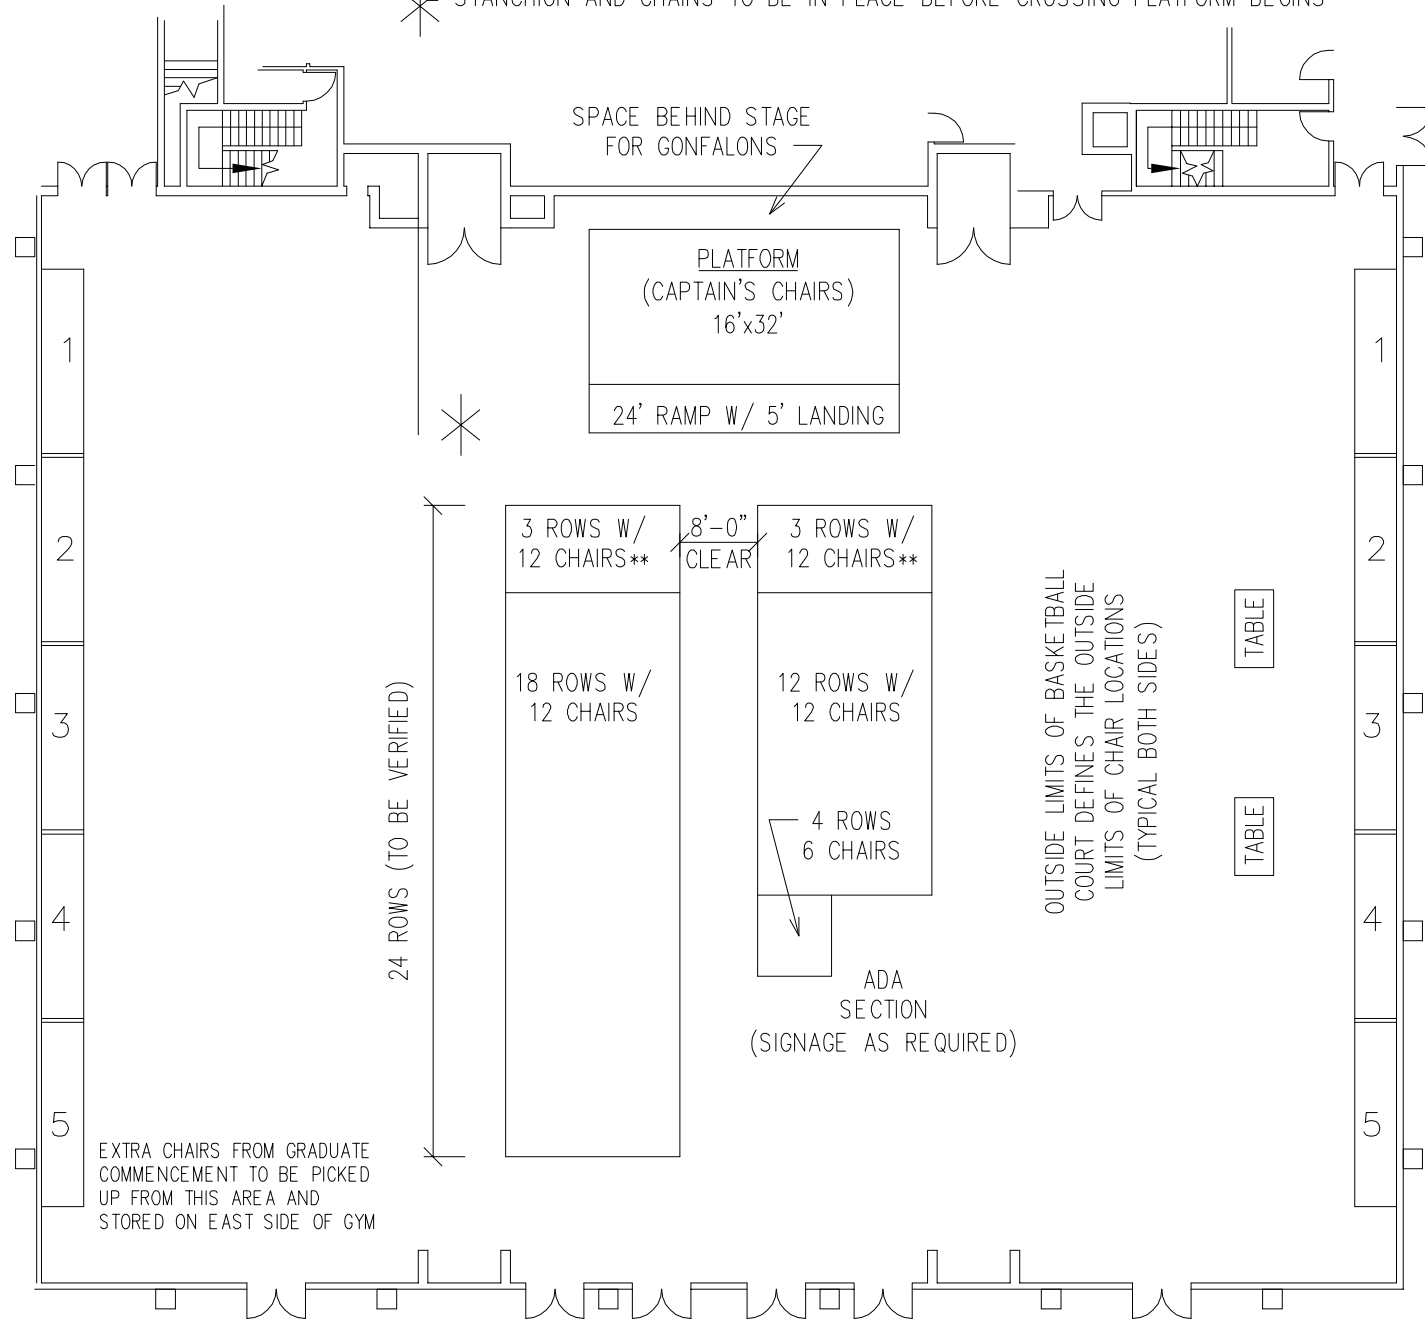 STANCHION AND CHAINS TO BE IN PLACE BEFORE CROSSING PLATFORM BEGINS
SPACE BEHIND STAGE
FOR GONFALONS
PLATFORM
(CAPTAIN'S CHAIRS)
16'x32'
24' RAMP W/ 5' LANDING
1
2
3
4
5
1
2
3
4
5
3 ROWS W/
12 CHAIRS**
8'-0"
CLEAR
3 ROWS W/
12 CHAIRS**
18 ROWS W/
12 CHAIRS
12 ROWS W/
12 CHAIRS
4 ROWS
6 CHAIRS
24 ROWS (TO BE VERIFIED)
ADA
SECTION
(SIGNAGE AS REQUIRED)
OUTSIDE LIMITS OF BASKETBALL
COURT DEFINES THE OUTSIDE
LIMITS OF CHAIR LOCATIONS
(TYPICAL BOTH SIDES)
TABLE
TABLE
EXTRA CHAIRS FROM GRADUATE
COMMENCEMENT TO BE PICKED
UP FROM THIS AREA AND
STORED ON EAST SIDE OF GYM